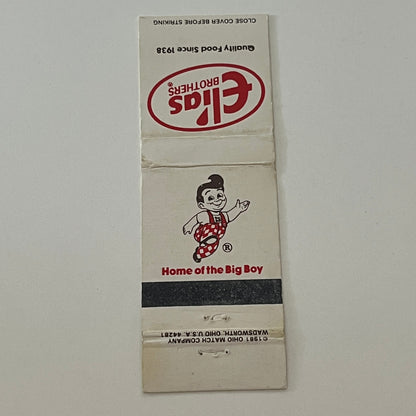 CLOSE COVER BEFORE STRIKING
Quality Food Since 1938
Elias
BROTHERS®
®
Home of the Big Boy
©1981 OHIO MATCH COMPANY
WADSWORTH, OHIO U.S.A. 44281